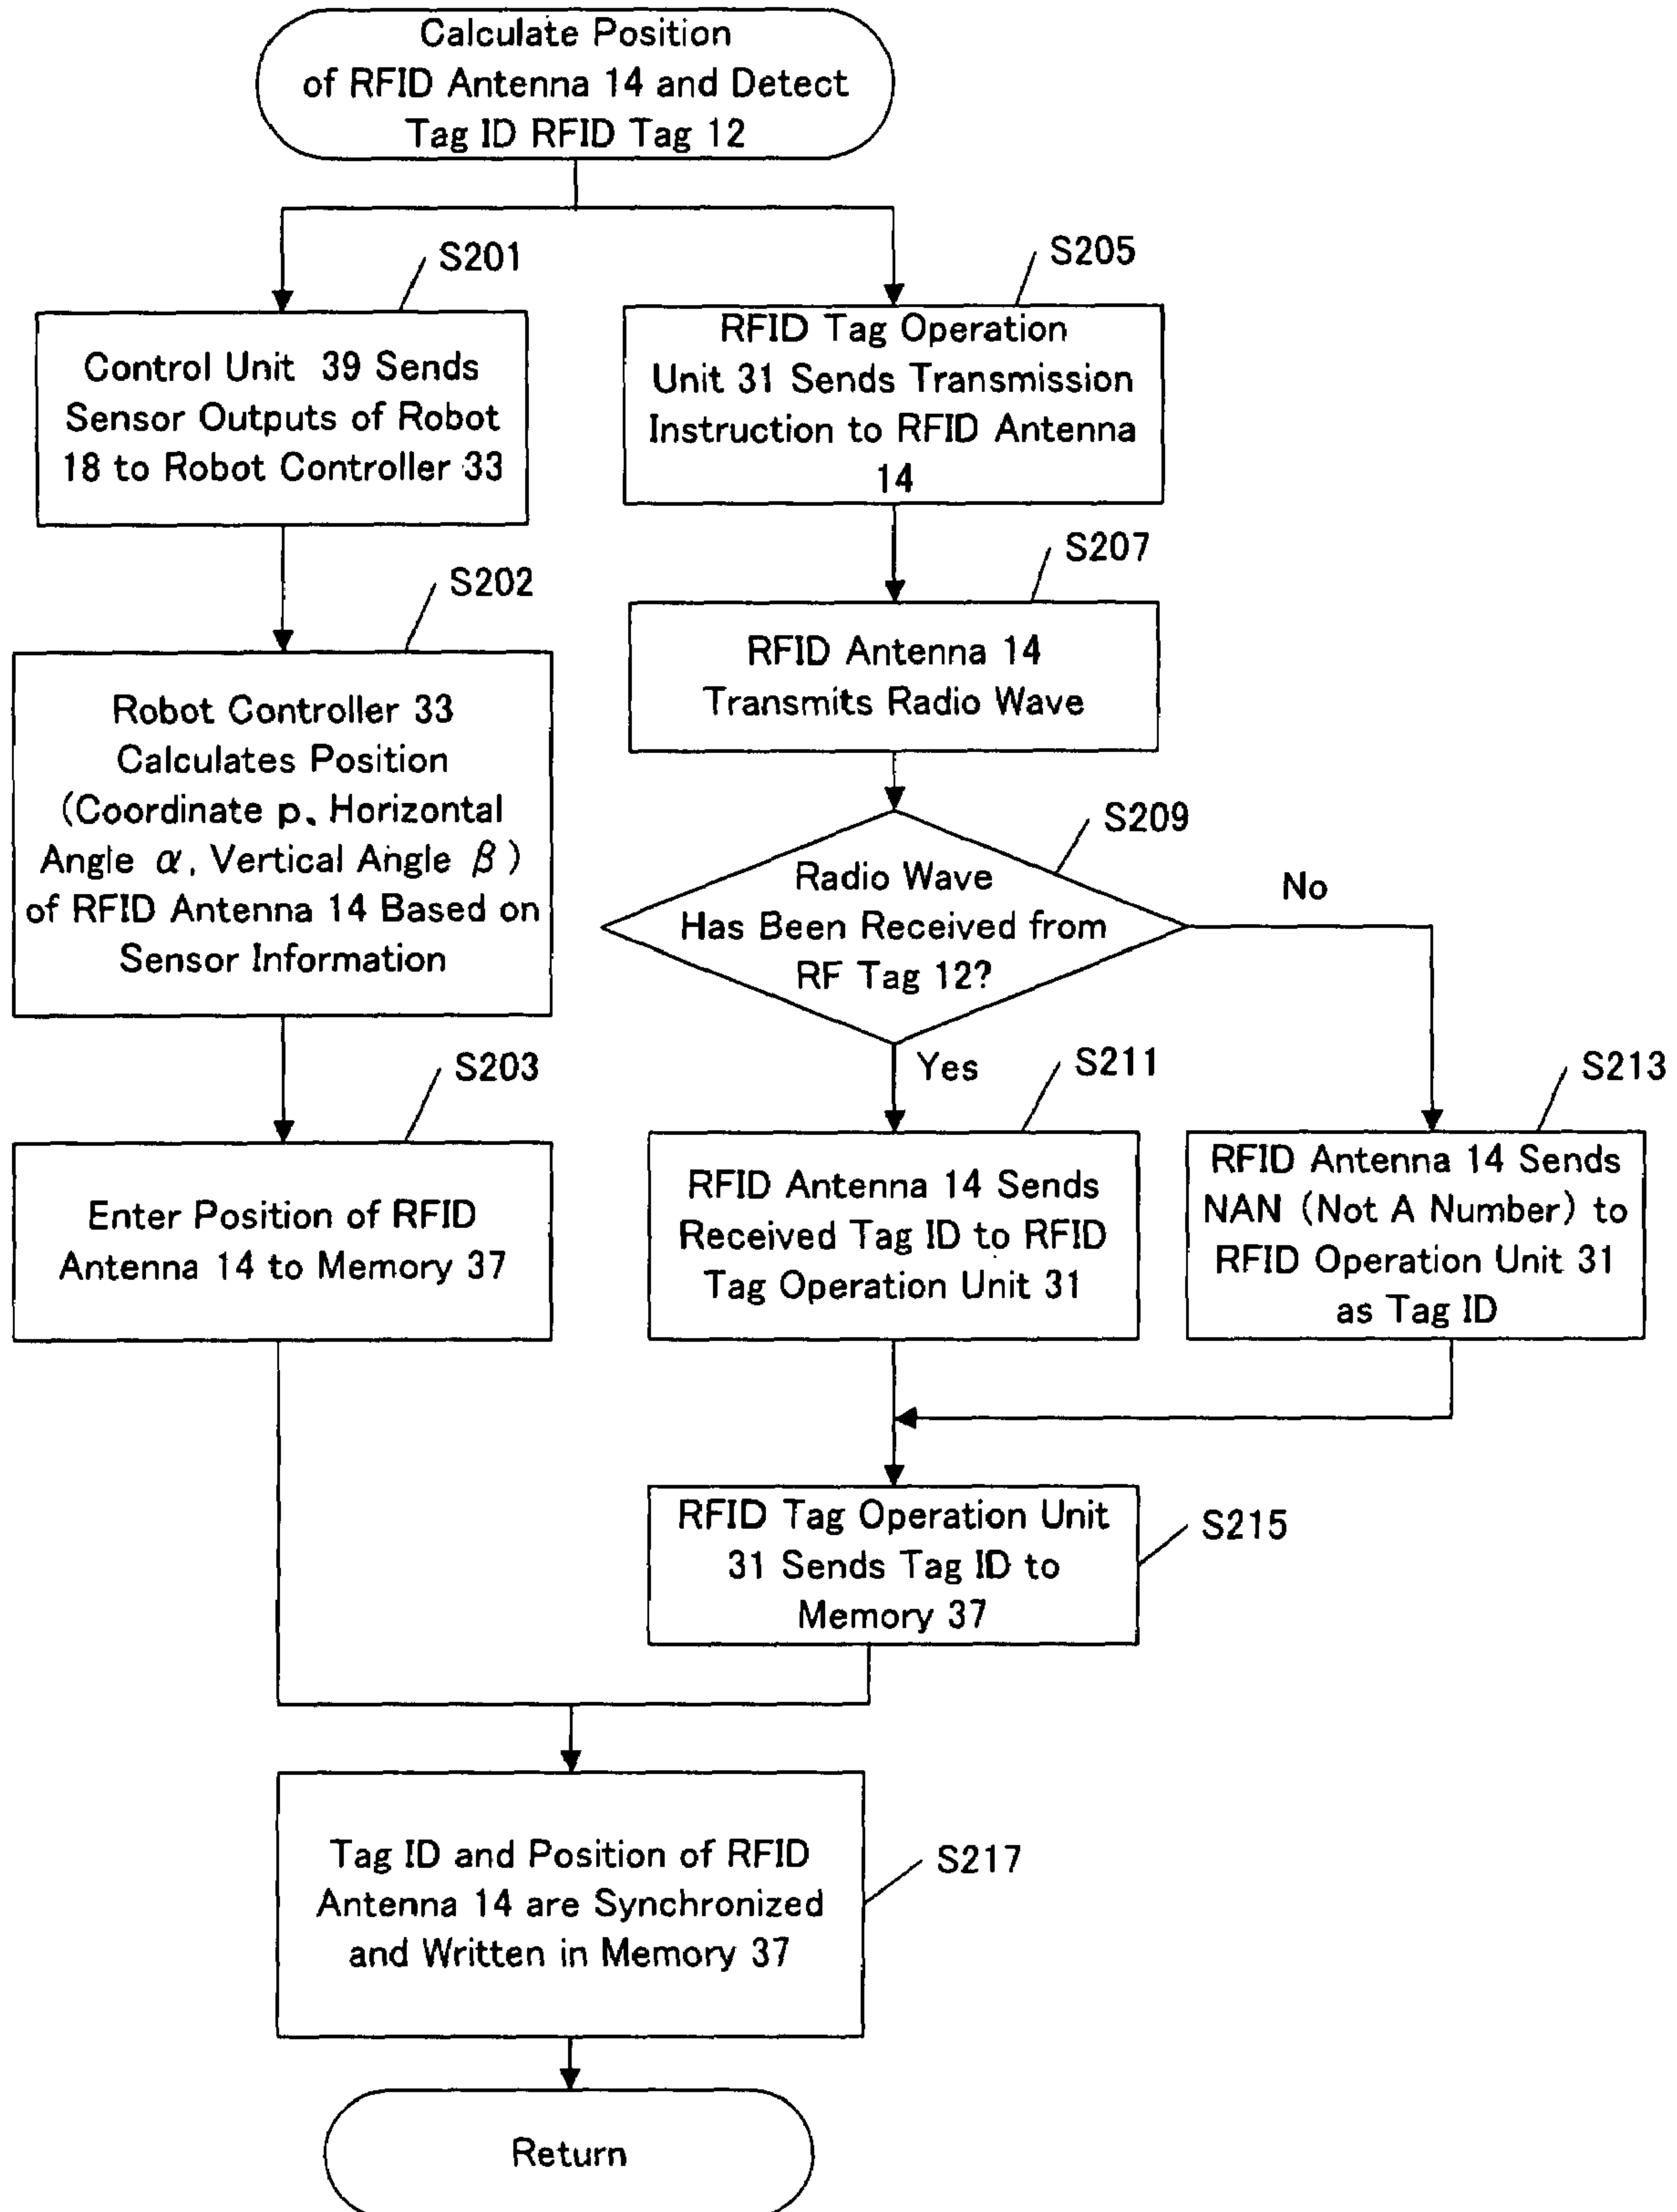 Calculate Position
of RFID Antenna 14 and Detect
Tag ID RFID Tag 12
S201
Control Unit 39 Sends
Sensor Outputs of Robot
18 to Robot Controller 33
S202
Robot Controller 33
Calculates Position
(Coordinate p, Horizontal
Angle α, Vertical Angle β)
of RFID Antenna 14 Based on
Sensor Information
S203
Enter Position of RFID
Antenna 14 to Memory 37
S205
RFID Tag Operation
Unit 31 Sends Transmission
Instruction to RFID Antenna
14
S207
RFID Antenna 14
Transmits Radio Wave
S209
Radio Wave
Has Been Received from
RF Tag 12?
No
Yes
S211
RFID Antenna 14 Sends
Received Tag ID to RFID
Tag Operation Unit 31
S213
RFID Antenna 14 Sends
NAN (Not A Number) to
RFID Operation Unit 31
as Tag ID
RFID Tag Operation Unit
31 Sends Tag ID to
Memory 37
S215
Tag ID and Position of RFID
Antenna 14 are Synchronized
and Written in Memory 37
S217
Return